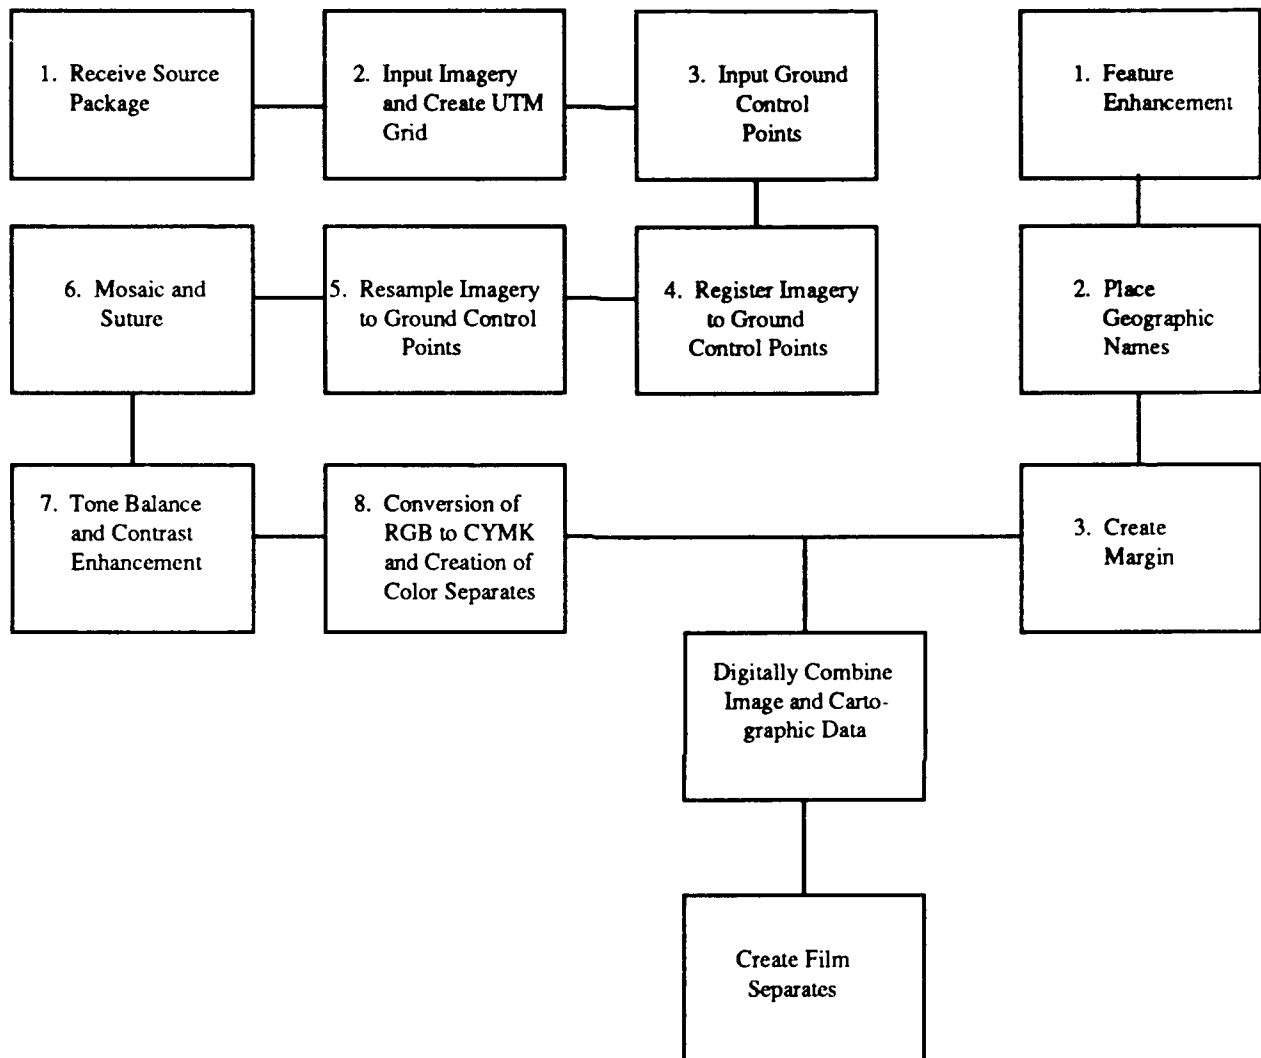 1. Receive Source
Package
2. Input Imagery
and Create UTM
Grid
3. Input Ground
Control
Points
1. Feature
Enhancement
6. Mosaic and
Suture
5. Resample Imagery
to Ground Control
Points
4. Register Imagery
to Ground
Control Points
2. Place
Geographic
Names
7. Tone Balance
and Contrast
Enhancement
8. Conversion of
RGB to CYMK
and Creation of
Color Separates
3. Create
Margin
Digitally Combine
Image and Carto-
graphic Data
Create Film
Separates